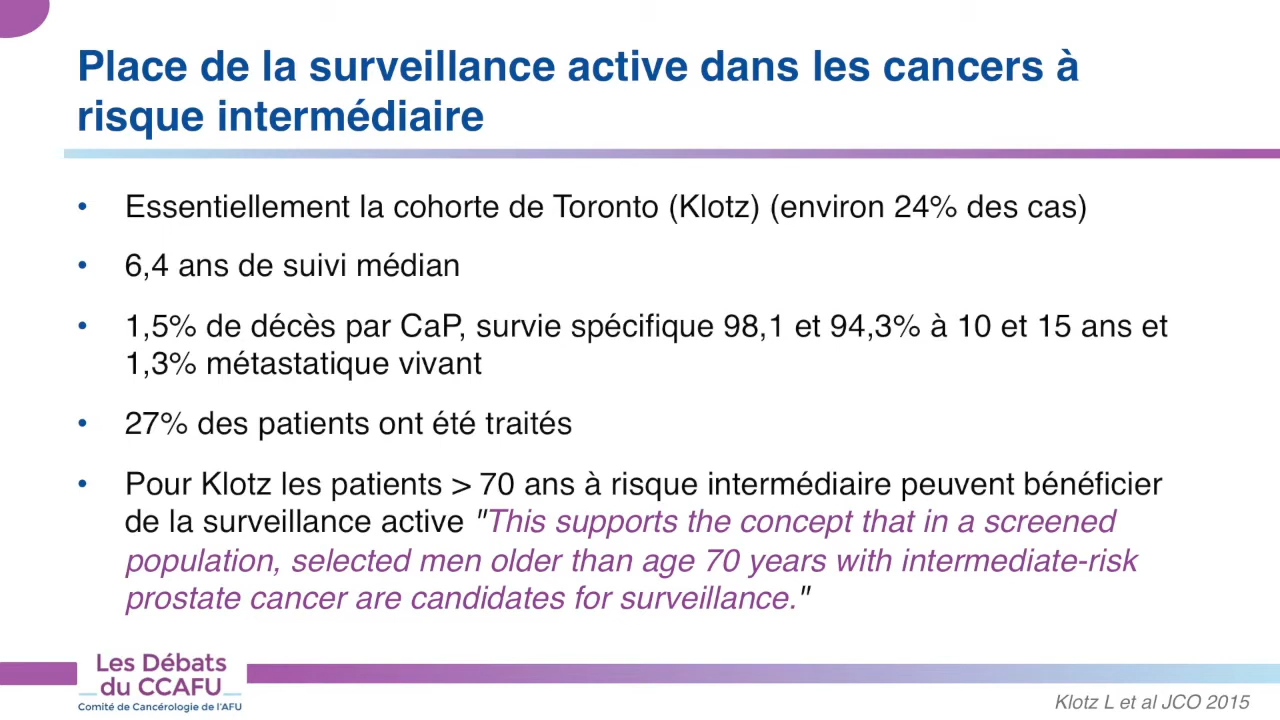 Place de la surveillance active dans les cancers à
risque intermédiaire
• Essentiellement la cohorte de Toronto (Klotz) (environ 24% des cas)
• 6,4 ans de suivi médian
• 1,5% de décès par CaP, survie spécifique 98,1 et 94,3% à 10 et 15 ans et
1,3% métastatique vivant
• 27% des patients ont été traités
• Pour Klotz les patients > 70 ans à risque intermédiaire peuvent bénéficier
de la surveillance active "This supports the concept that in a screened
population, selected men older than age 70 years with intermediate-risk
prostate cancer are candidates for surveillance."
Les Débats
du CCAFU
Comité de Cancérologie de l'AFU
Klotz L et al JCO 2015